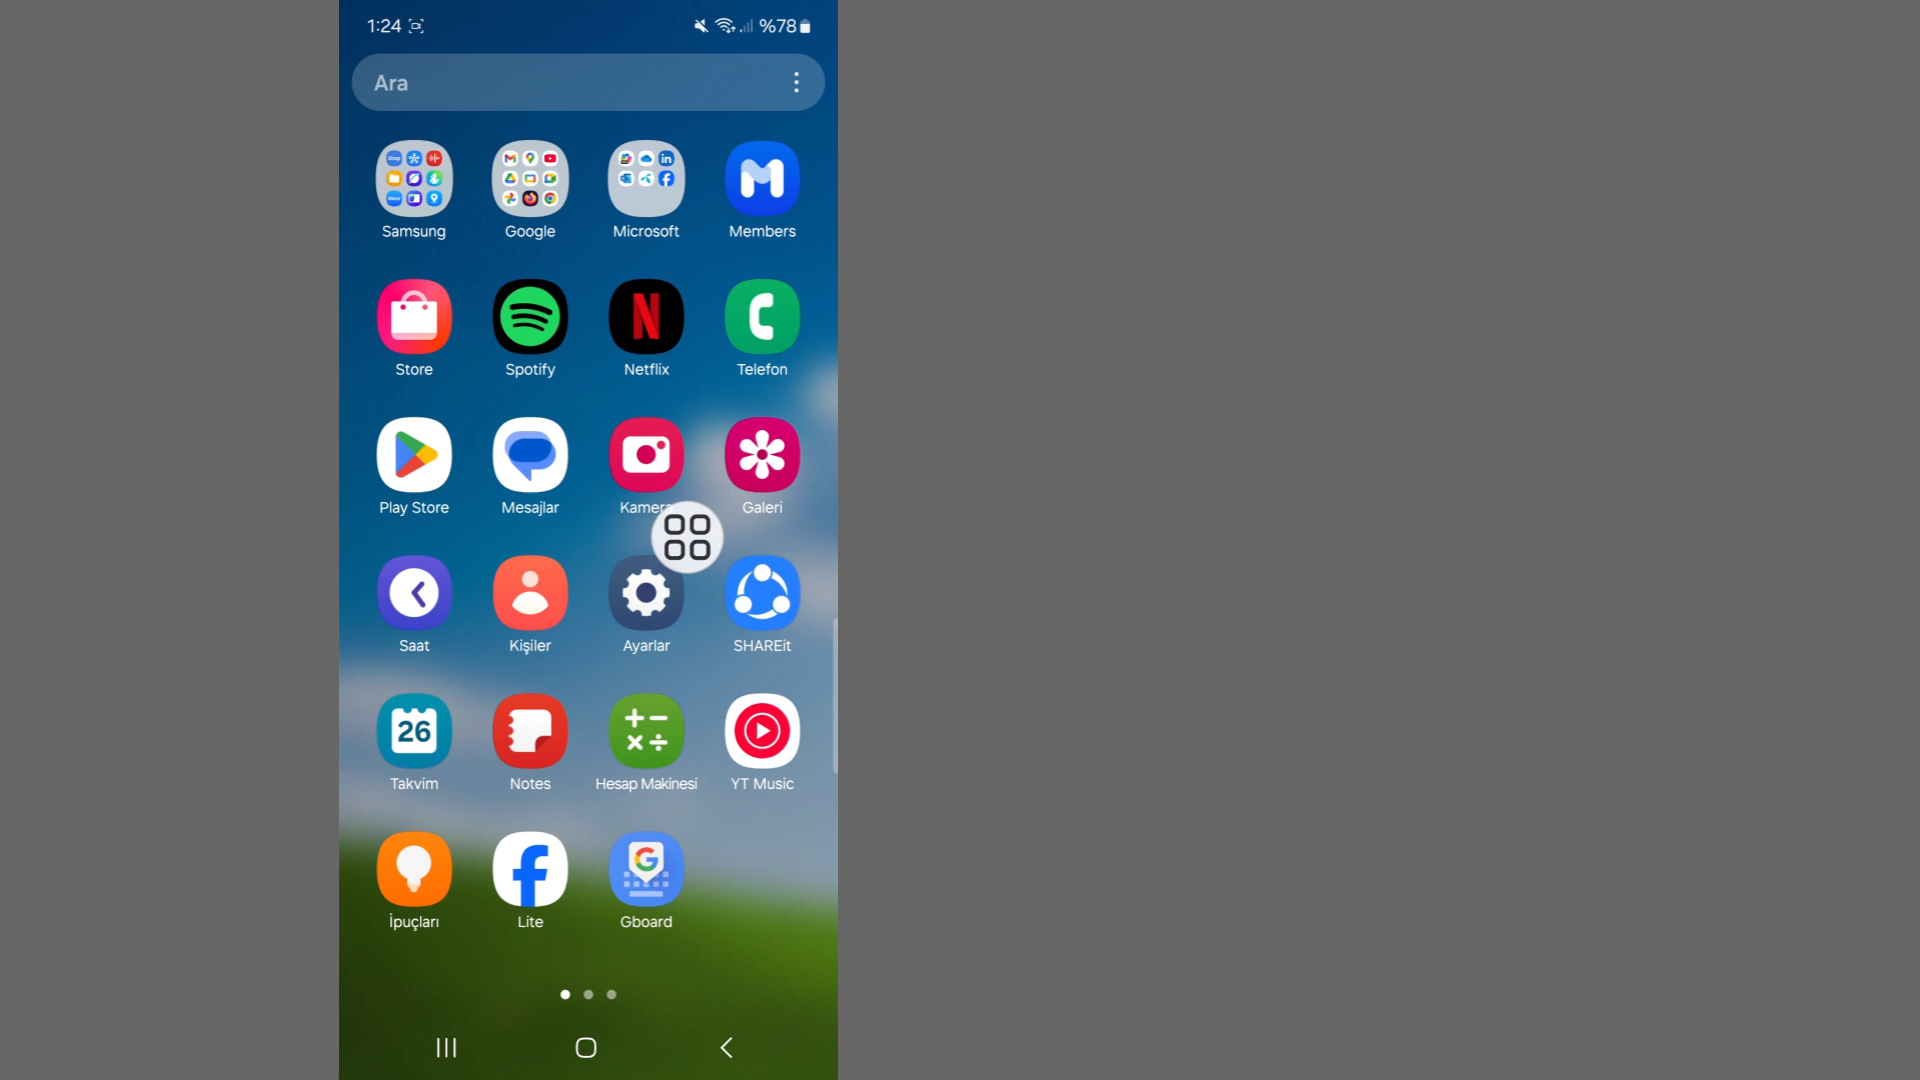 1:24 %78
Ara
Samsung Google Microsoft Members
Store Spotify Netflix Telefon
Play Store Mesajlar Kamera Galeri
Saat Kişiler Ayarlar SHAREit
26
Takvim Notes Hesap Makinesi YT Music
İpuçları Lite Gboard